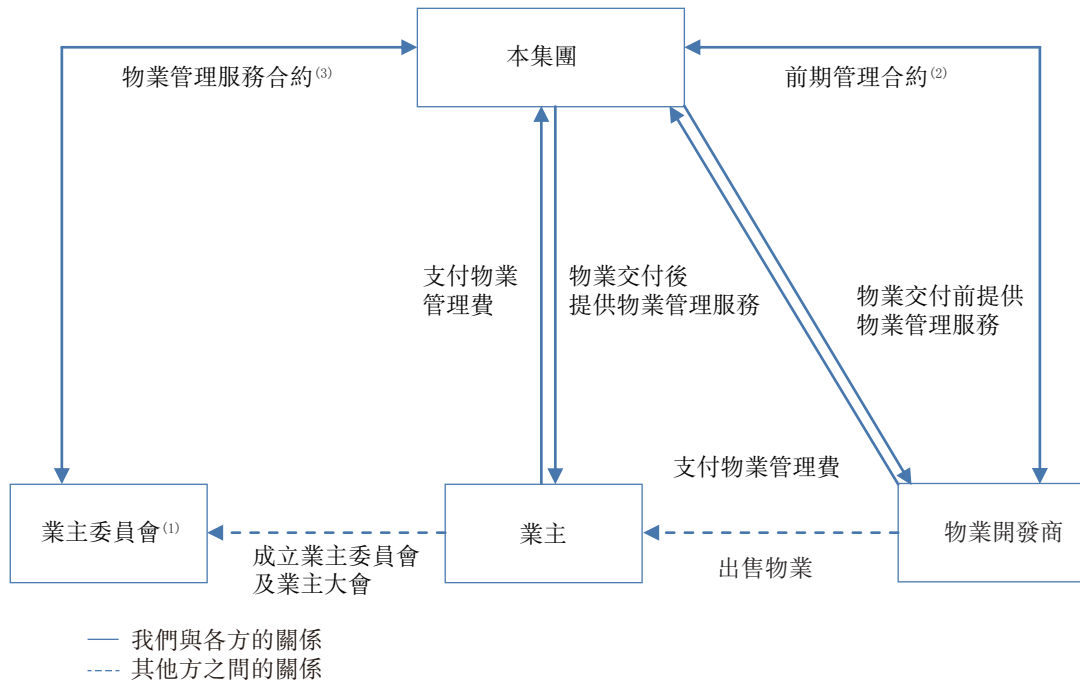 本集團
物業管理服務合約(3)
前期管理合約(2)
支付物業
管理費
物業交付後
提供物業管理服務
物業交付前提供
物業管理服務
支付物業管理費
業主委員會(1)
業主
物業開發商
成立業主委員會
及業主大會
出售物業
我們與各方的關係
其他方之間的關係